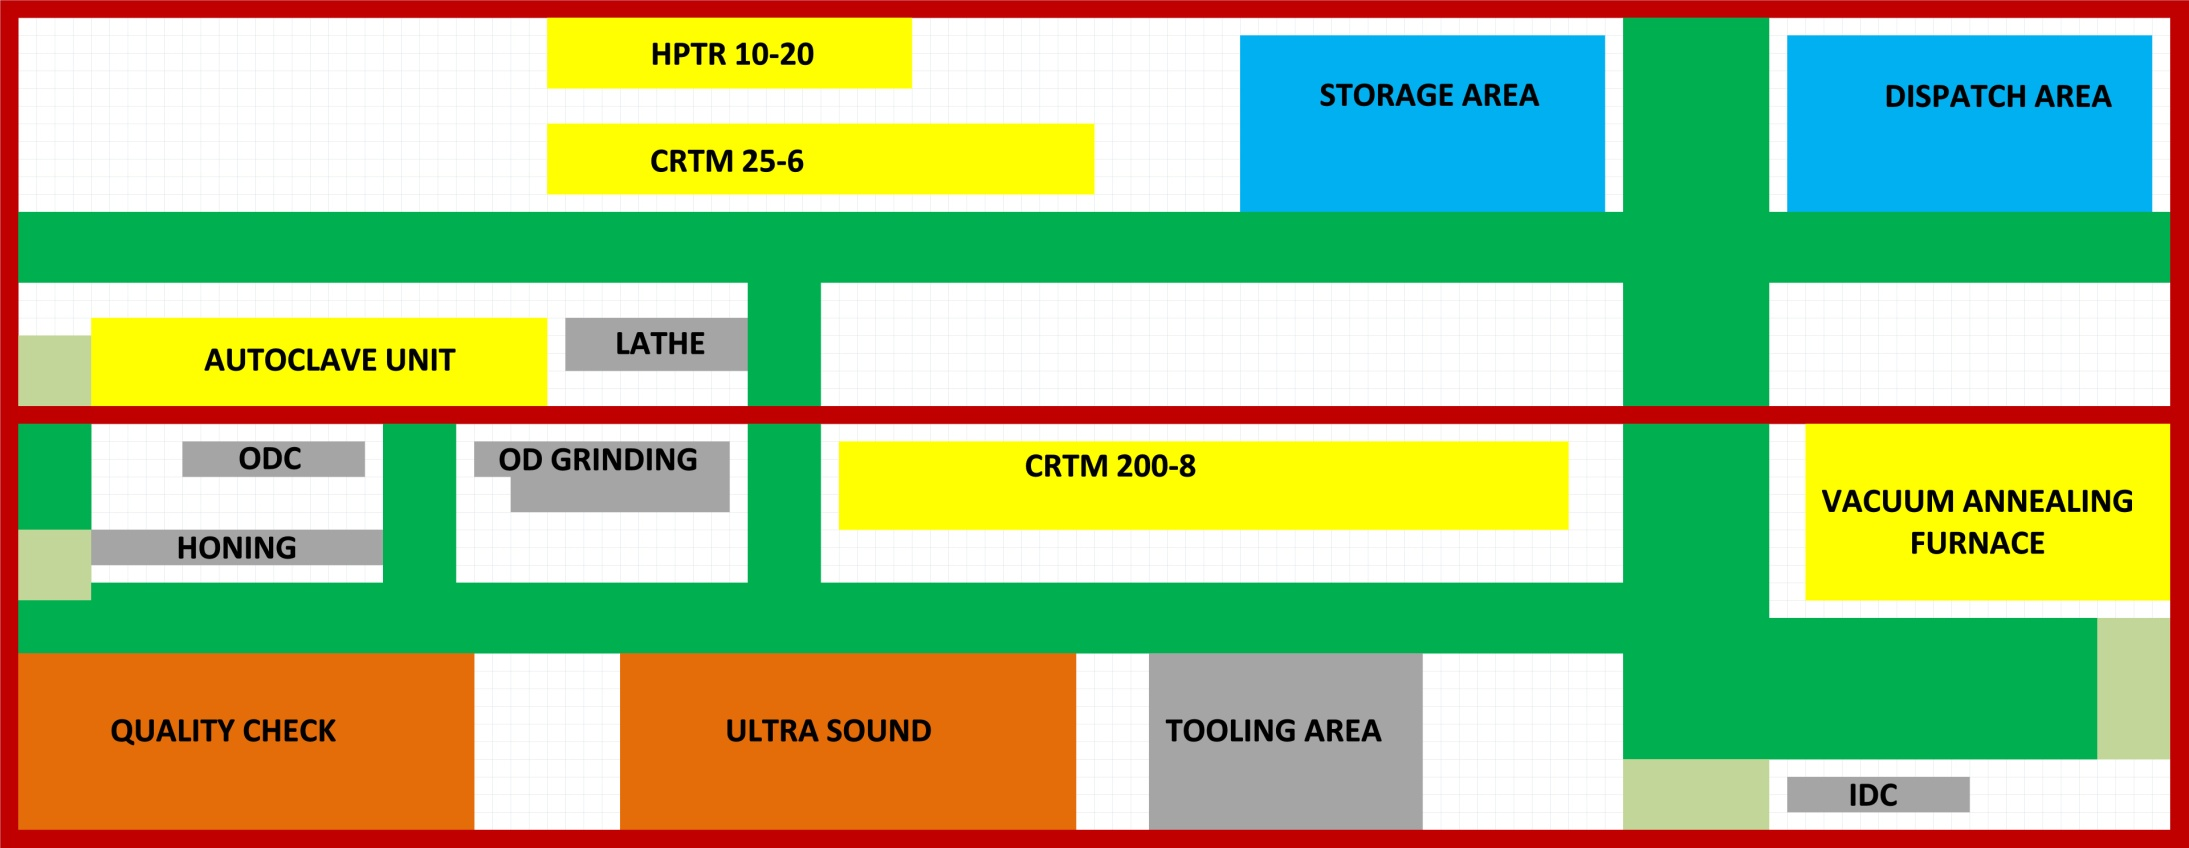 HPTR 10-20
STORAGE AREA
DISPATCH AREA
CRTM 25-6
LATHE
AUTOCLAVE UNIT
ODC
OD GRINDING
CRTM 200-8
VACUUM ANNEALING
FURNACE
HONING
QUALITY CHECK
ULTRA SOUND
TOOLING AREA
IDC